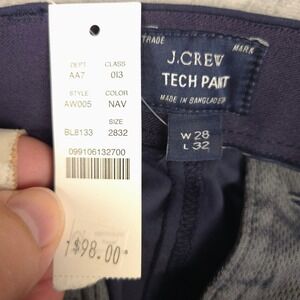 DEPT CLASS
AA7 013
STYLE COLOR
AW005 NAV
SIZE
BL8133 2832
099106132700
$98.00
TRADE MARK
J.CREW
TECH PANT
MADE IN BANGLADESH
W 28
L 32